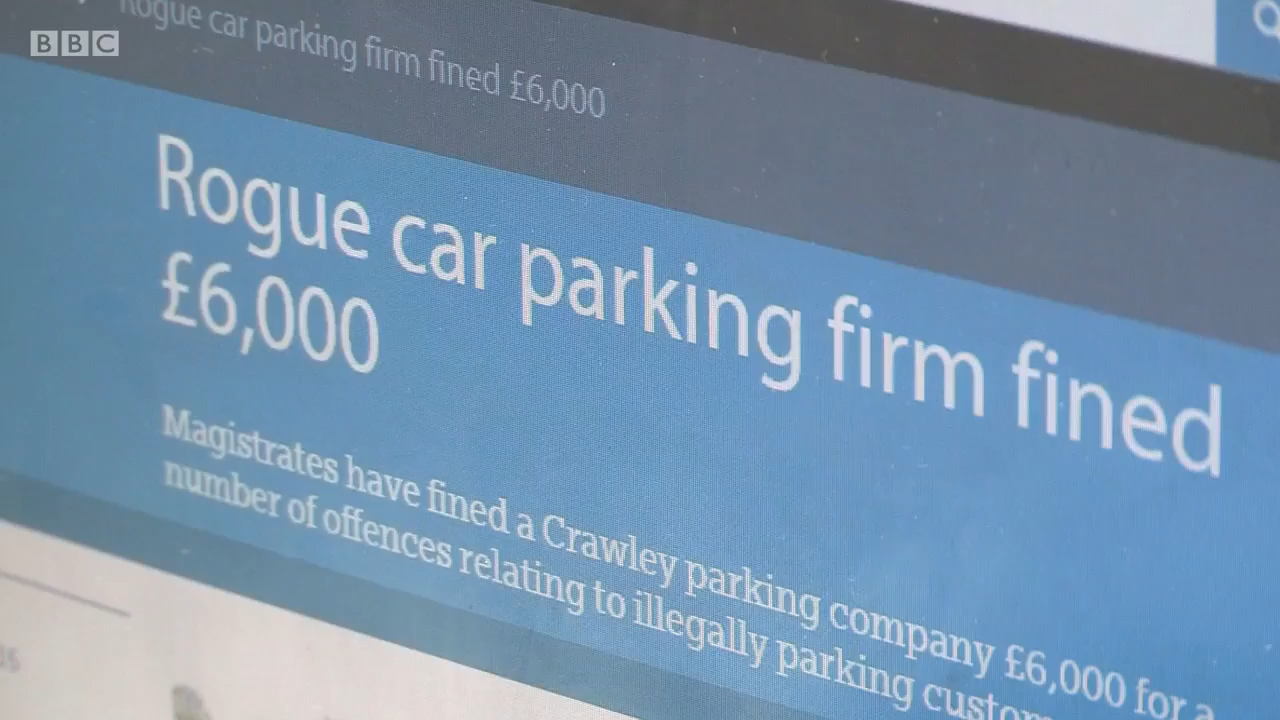 BBC
Rogue car parking firm fined £6,000
Rogue car parking firm fined
£6,000
Magistrates have fined a Crawley parking company £6,000 for a
number of offences relating to illegally parking